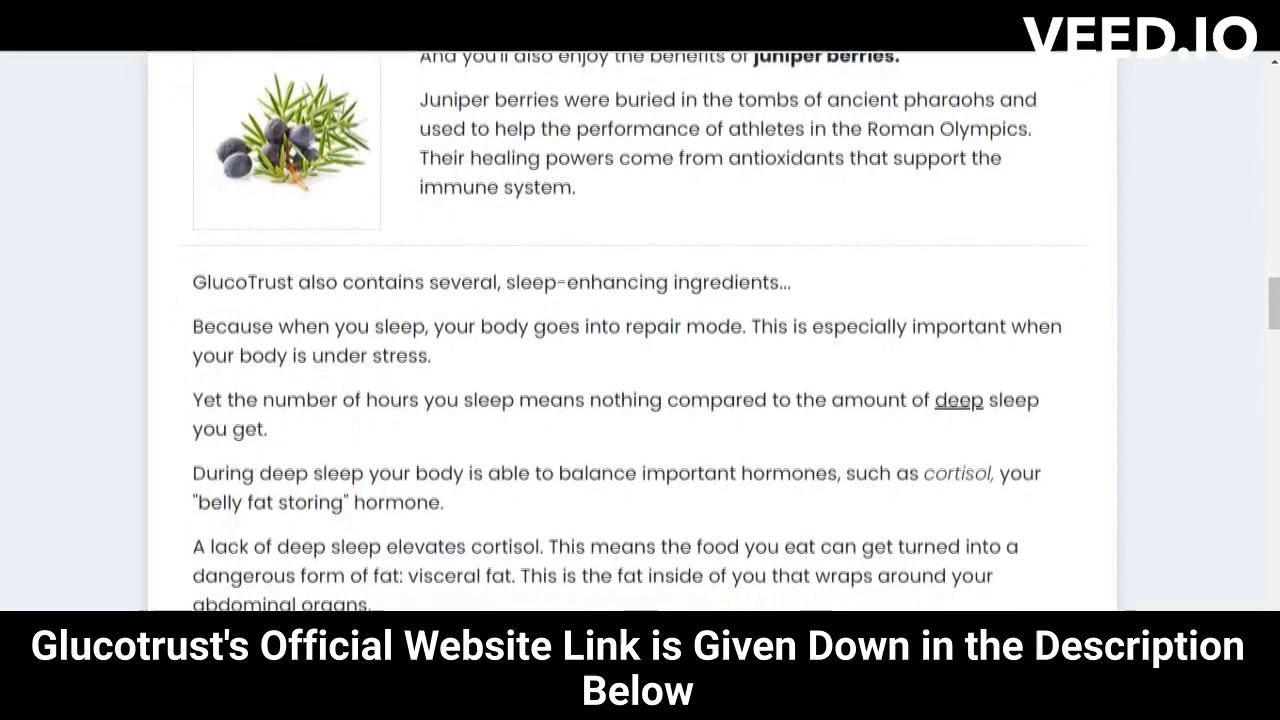 VEED.IO
And you'll also enjoy the benefits of juniper berries.
Juniper berries were buried in the tombs of ancient pharaohs and
used to help the performance of athletes in the Roman Olympics.
Their healing powers come from antioxidants that support the
immune system.
GlucoTrust also contains several, sleep-enhancing ingredients...
Because when you sleep, your body goes into repair mode. This is especially important when
your body is under stress.
Yet the number of hours you sleep means nothing compared to the amount of deep sleep
you get.
During deep sleep your body is able to balance important hormones, such as cortisol, your
"belly fat storing" hormone.
A lack of deep sleep elevates cortisol. This means the food you eat can get turned into a
dangerous form of fat: visceral fat. This is the fat inside of you that wraps around your
abdominal organs.
Glucotrust's Official Website Link is Given Down in the Description
Below